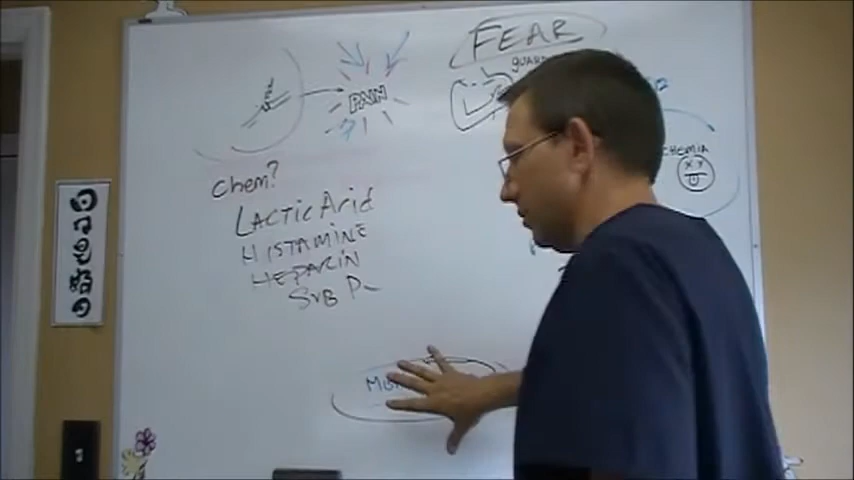 FEAR
PAIN
Chem?
Lactic Acid
HISTAMINE
HEPARIN
SUB P